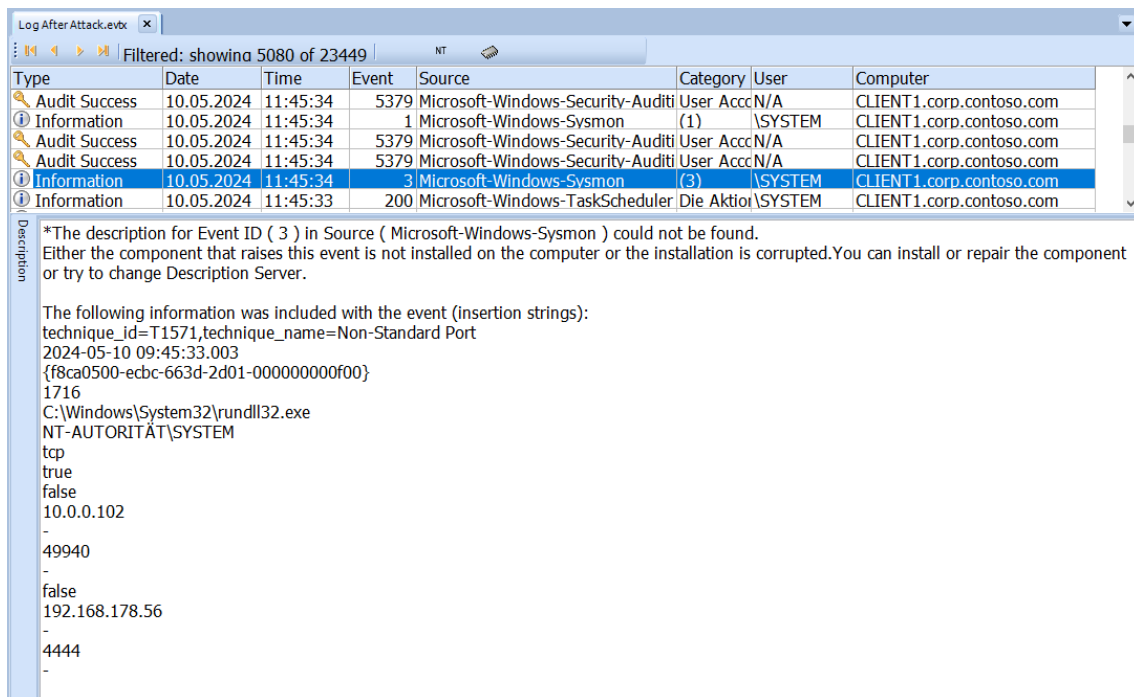 Log After Attack.evtx
Filtered: showing 5080 of 23449 NT
Type Date Time Event Source Category User Computer
Audit Success 10.05.2024 11:45:34 5379 Microsoft-Windows-Security-Auditi User Acco N/A CLIENT1.corp.contoso.com
Information 10.05.2024 11:45:34 1 Microsoft-Windows-Sysmon (1) \SYSTEM CLIENT1.corp.contoso.com
Audit Success 10.05.2024 11:45:34 5379 Microsoft-Windows-Security-Auditi User Acco N/A CLIENT1.corp.contoso.com
Audit Success 10.05.2024 11:45:34 5379 Microsoft-Windows-Security-Auditi User Acco N/A CLIENT1.corp.contoso.com
Information 10.05.2024 11:45:34 3 Microsoft-Windows-Sysmon (3) \SYSTEM CLIENT1.corp.contoso.com
Information 10.05.2024 11:45:33 200 Microsoft-Windows-TaskScheduler Die Aktion \SYSTEM CLIENT1.corp.contoso.com
Description
*The description for Event ID ( 3 ) in Source ( Microsoft-Windows-Sysmon ) could not be found.
Either the component that raises this event is not installed on the computer or the installation is corrupted.You can install or repair the component
or try to change Description Server.
The following information was included with the event (insertion strings):
technique_id=T1571,technique_name=Non-Standard Port
2024-05-10 09:45:33.003
{f8ca0500-ecbc-663d-2d01-000000000f00}
1716
C:\Windows\System32\rundll32.exe
NT-AUTORITÄT\SYSTEM
tcp
true
false
10.0.0.102
-
49940
-
false
192.168.178.56
-
4444
-